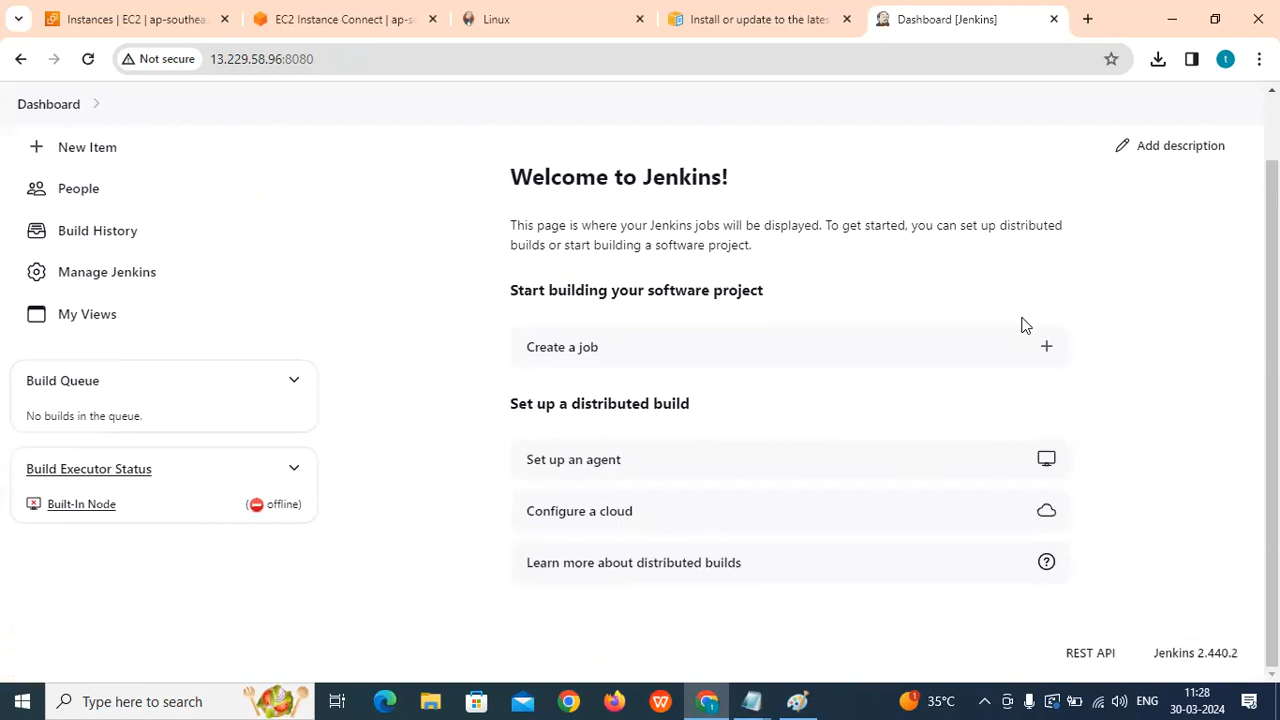 Instances | EC2 | ap-southea
EC2 Instance Connect | ap-s
Linux
Install or update to the lates
Dashboard [Jenkins]
Not secure
13.229.58.96:8080
t
Dashboard
New Item
Add description
People
Build History
Manage Jenkins
My Views
Welcome to Jenkins!
This page is where your Jenkins jobs will be displayed. To get started, you can set up distributed
builds or start building a software project.
Start building your software project
Create a job
Set up a distributed build
Set up an agent
Configure a cloud
Learn more about distributed builds
Build Queue
No builds in the queue.
Build Executor Status
Built-In Node
(offline)
REST API
Jenkins 2.440.2
Type here to search
W
t
1
35°C
ENG
11:28
30-03-2024